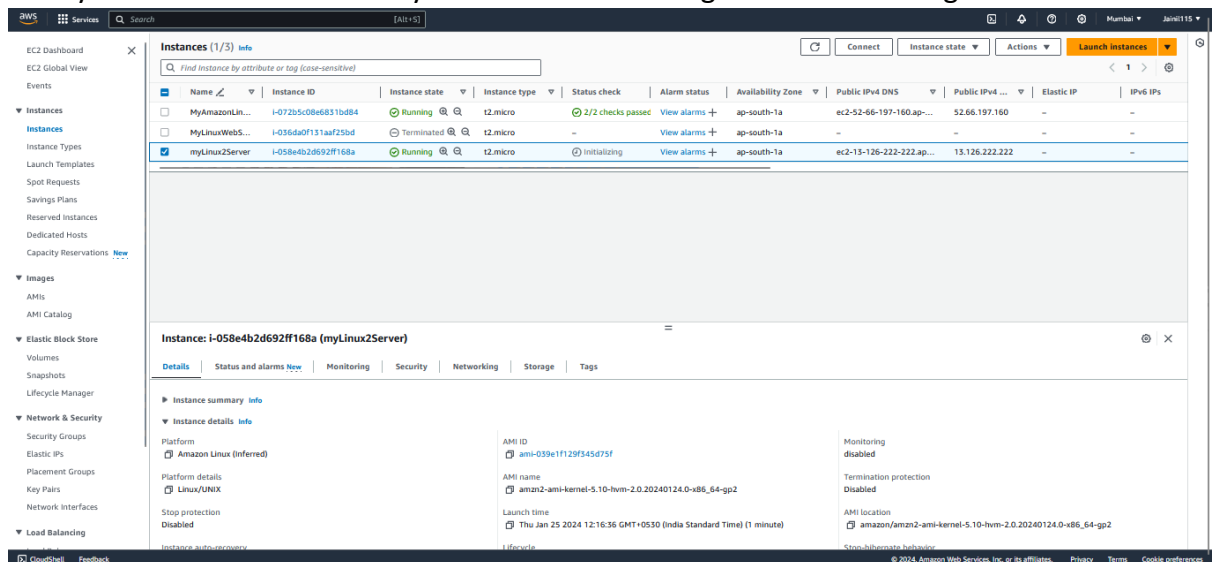 aws Services Search [Alt+S] Mumbai Jainil115
EC2 Dashboard
EC2 Global View
Events
Instances
Instances
Instance Types
Launch Templates
Spot Requests
Savings Plans
Reserved Instances
Dedicated Hosts
Capacity Reservations New
Images
AMIs
AMI Catalog
Elastic Block Store
Volumes
Snapshots
Lifecycle Manager
Network & Security
Security Groups
Elastic IPs
Placement Groups
Key Pairs
Network Interfaces
Load Balancing
Instances (1/3) Info Connect Instance state Actions Launch instances
Find Instance by attribute or tag (case-sensitive) 1
Name Instance ID Instance state Instance type Status check Alarm status Availability Zone Public IPv4 DNS Public IPv4 ... Elastic IP IPv6 IPs
MyAmazonLin... i-072b5c08e6831bd84 Running t2.micro 2/2 checks passed View alarms + ap-south-1a ec2-52-66-197-160.ap-... 52.66.197.160 – –
MyLinuxWebS... i-036da0f131aaf25bd Terminated t2.micro – View alarms + ap-south-1a – – – –
myLinux2Server i-058e4b2d692ff168a Running t2.micro Initializing View alarms + ap-south-1a ec2-13-126-222-222.ap... 13.126.222.222 – –
Instance: i-058e4b2d692ff168a (myLinux2Server)
Details Status and alarms New Monitoring Security Networking Storage Tags
Instance summary Info
Instance details Info
Platform AMI ID Monitoring
Amazon Linux (Inferred) ami-039e1f129f345d75f disabled
Platform details AMI name Termination protection
Linux/UNIX amzn2-ami-kernel-5.10-hvm-2.0.20240124.0-x86_64-gp2 Disabled
Stop protection Launch time AMI location
Disabled Thu Jan 25 2024 12:16:36 GMT+0530 (India Standard Time) (1 minute) amazon/amzn2-ami-kernel-5.10-hvm-2.0.20240124.0-x86_64-gp2
Instance auto-recovery Lifecycle Stop-hibernate behavior
CloudShell Feedback © 2024, Amazon Web Services, Inc. or its affiliates. Privacy Terms Cookie preferences